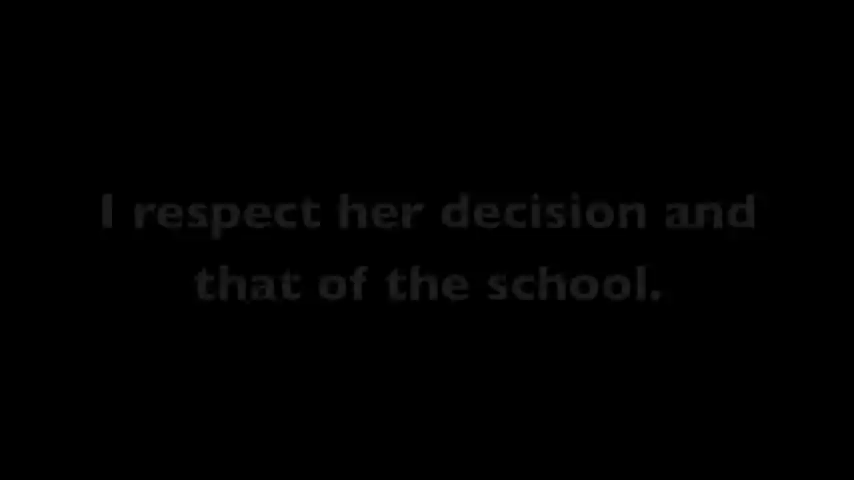 I respect her decision and
that of the school.